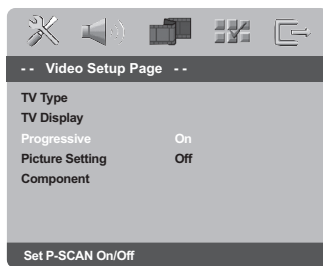 - - Video Setup Page - -
TV Type
TV Display
Progressive On
Picture Setting Off
Component
Set P-SCAN On/Off